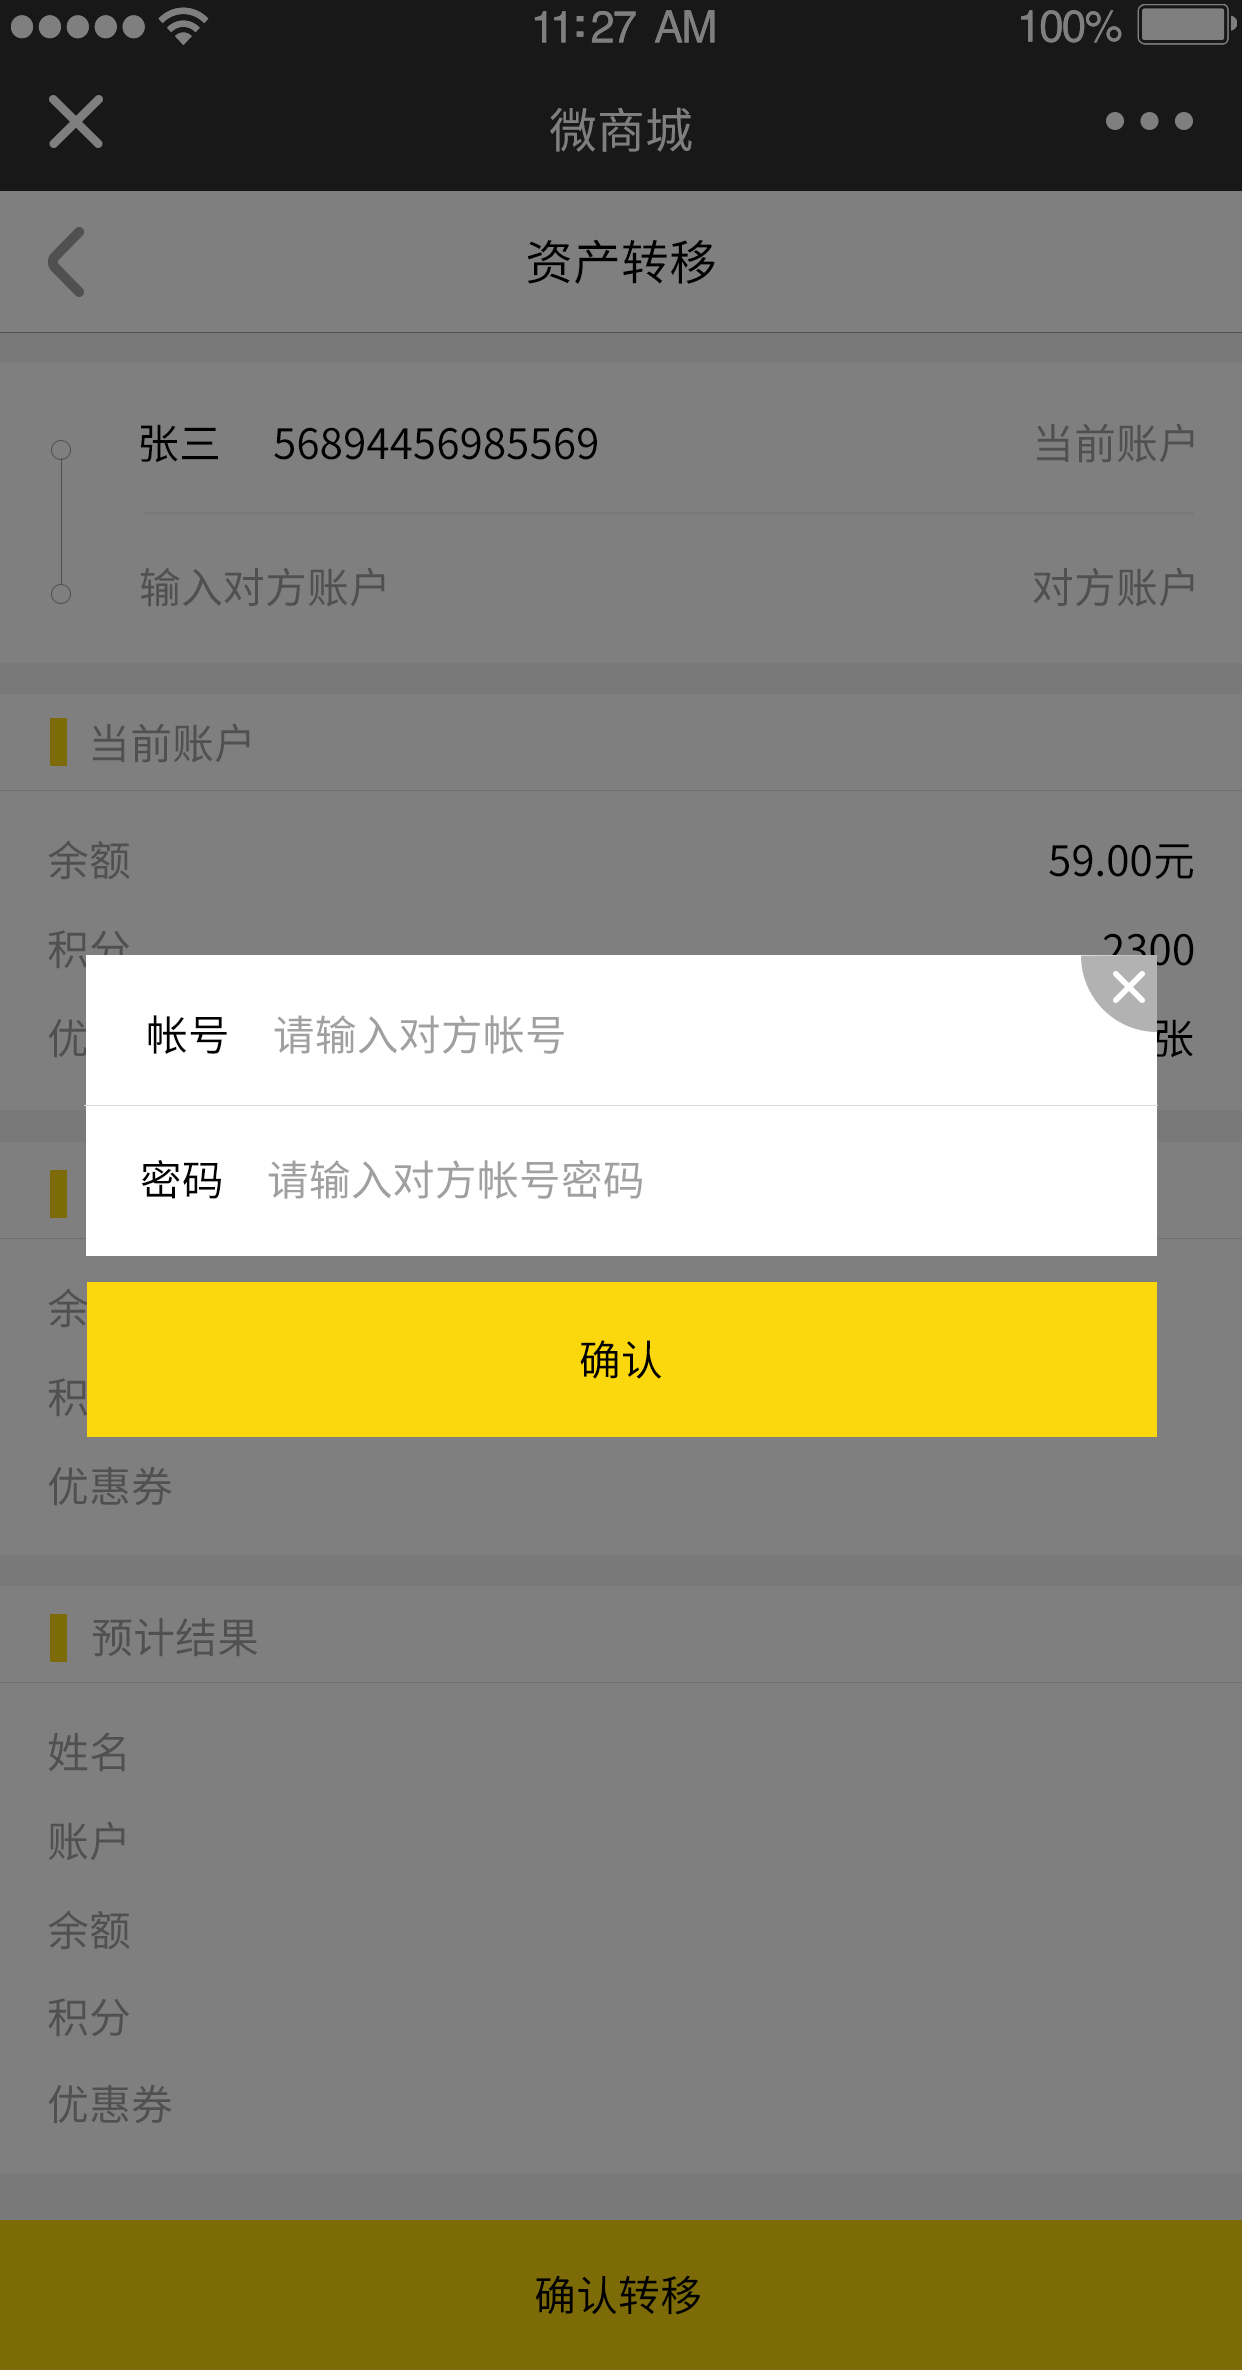 11:27 AM 100%
微商城
资产转移
张三 56894456985569 当前账户
输入对方账户 对方账户
当前账户
余额 59.00元
积分 2300
优 张
帐号 请输入对方帐号
密码 请输入对方帐号密码
余
积
确认
优惠券
预计结果
姓名
账户
余额
积分
优惠券
确认转移